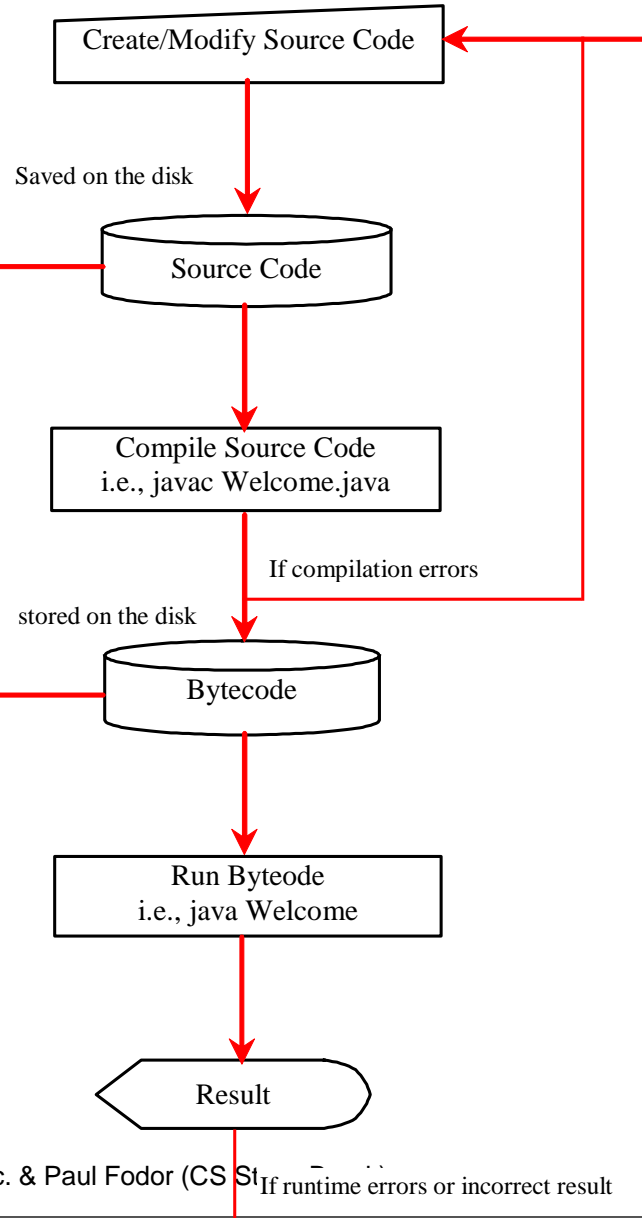 Create/Modify Source Code
Saved on the disk
Source Code
Compile Source Code
i.e., javac Welcome.java
If compilation errors
stored on the disk
Bytecode
Run Byteode
i.e., java Welcome
Result
c. & Paul Fodor (CS
If runtime errors or incorrect result